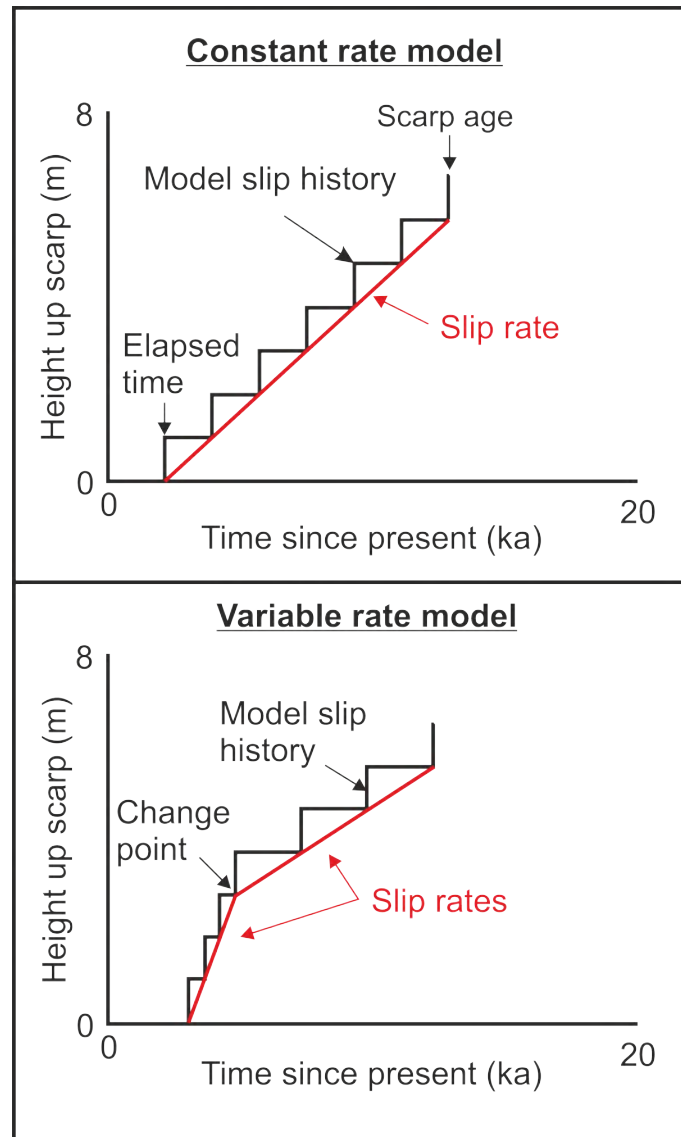 Constant rate model
8
Scarp age
Model slip history
Height up scarp (m)
Slip rate
Elapsed
time
0
0
20
Time since present (ka)
Variable rate model
8
Model slip
history
Height up scarp (m)
Change
point
Slip rates
0
0
20
Time since present (ka)